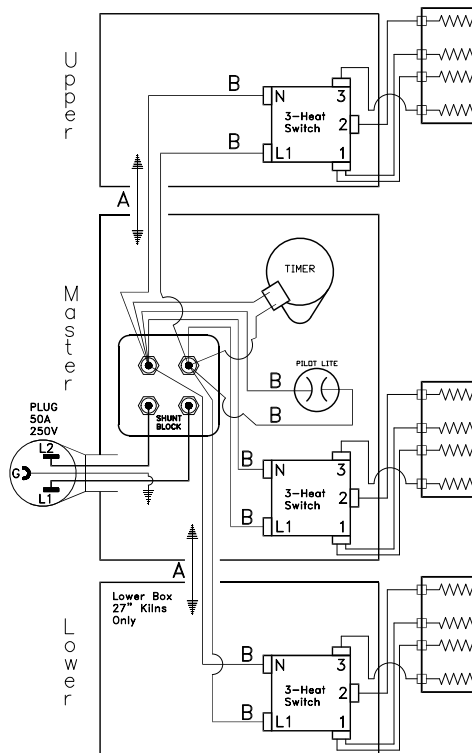 Upper
B
N
3
3-Heat
Switch
2
B
L1
1
A
Master
TIMER
PILOT LITE
B
B
SHUNT
BLOCK
PLUG
50A
250V
L2
G
L1
B
N
3
3-Heat
Switch
2
B
L1
1
A
Lower
Lower Box
27" Kilns
Only
B
N
3
3-Heat
Switch
2
B
L1
1